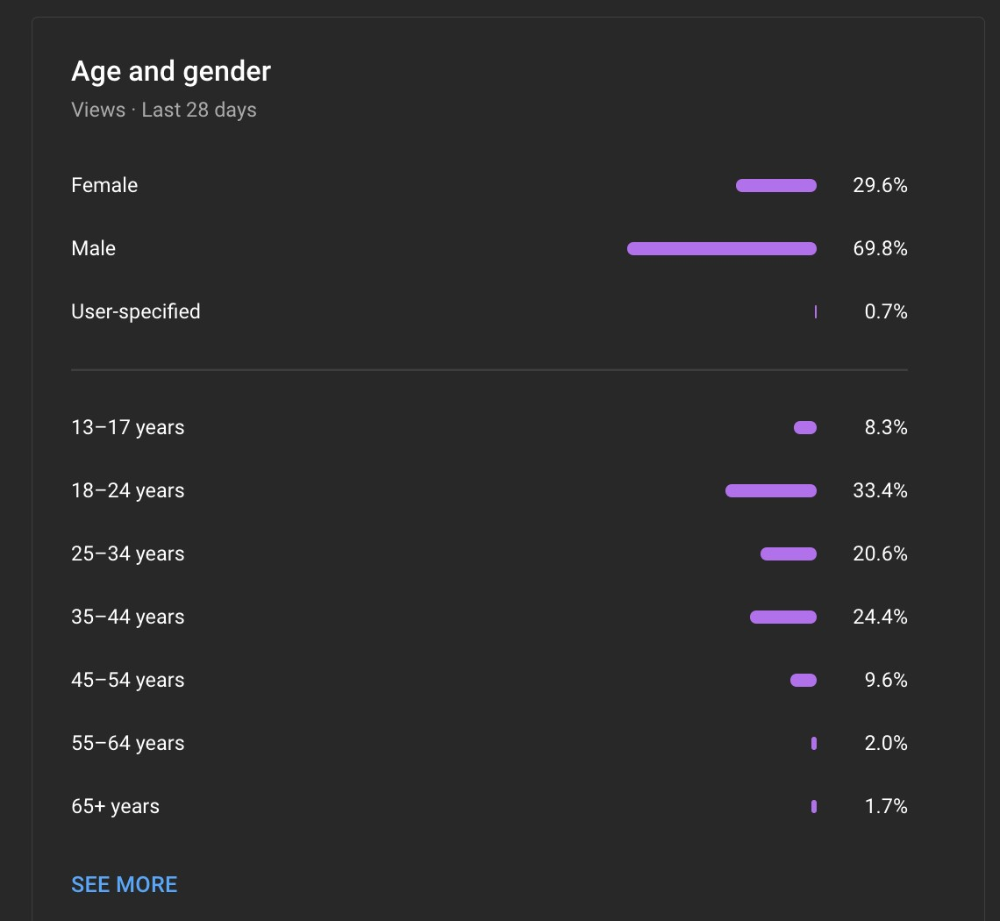 Age and gender
Views · Last 28 days
Female 29.6%
Male 69.8%
User-specified 0.7%
13–17 years 8.3%
18–24 years 33.4%
25–34 years 20.6%
35–44 years 24.4%
45–54 years 9.6%
55–64 years 2.0%
65+ years 1.7%
SEE MORE